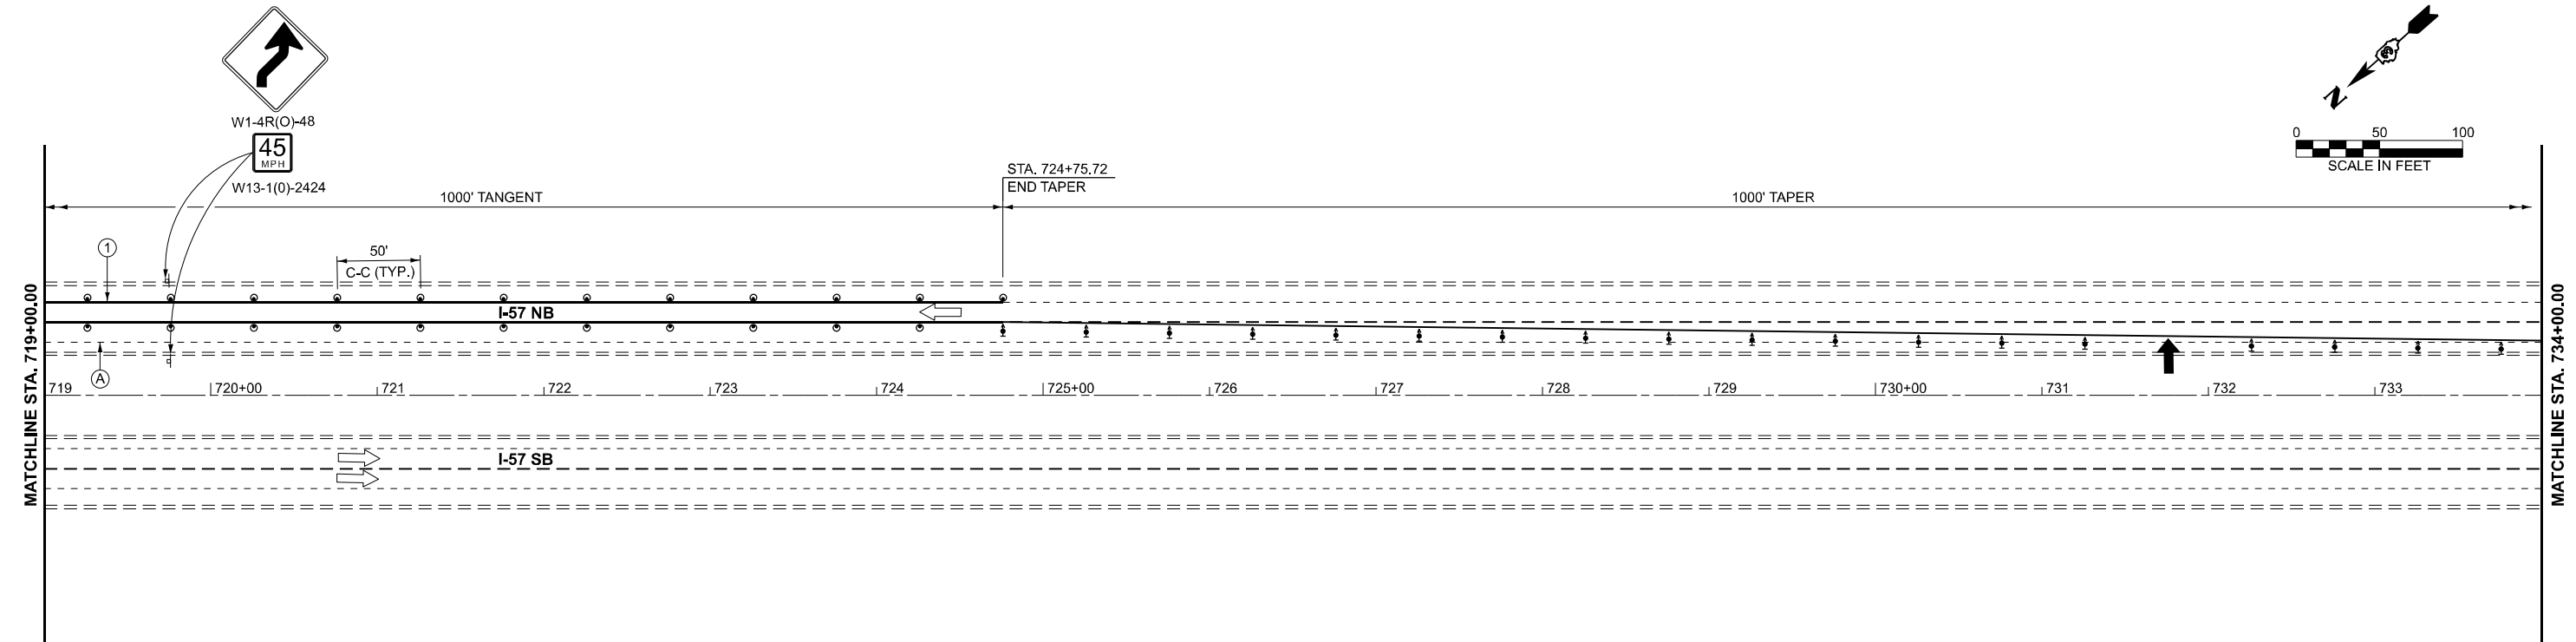 W1-4R(O)-48
45
MPH
W13-1(0)-2424
N
0 50 100
SCALE IN FEET
STA. 724+75.72
END TAPER
1000' TANGENT
1000' TAPER
1
50'
C-C (TYP.)
I-57 NB
A
719 720+00 721 722 723 724 725+00 726 727 728 729 730+00 731 732 733
I-57 SB
MATCHLINE STA. 719+00.00
MATCHLINE STA. 734+00.00